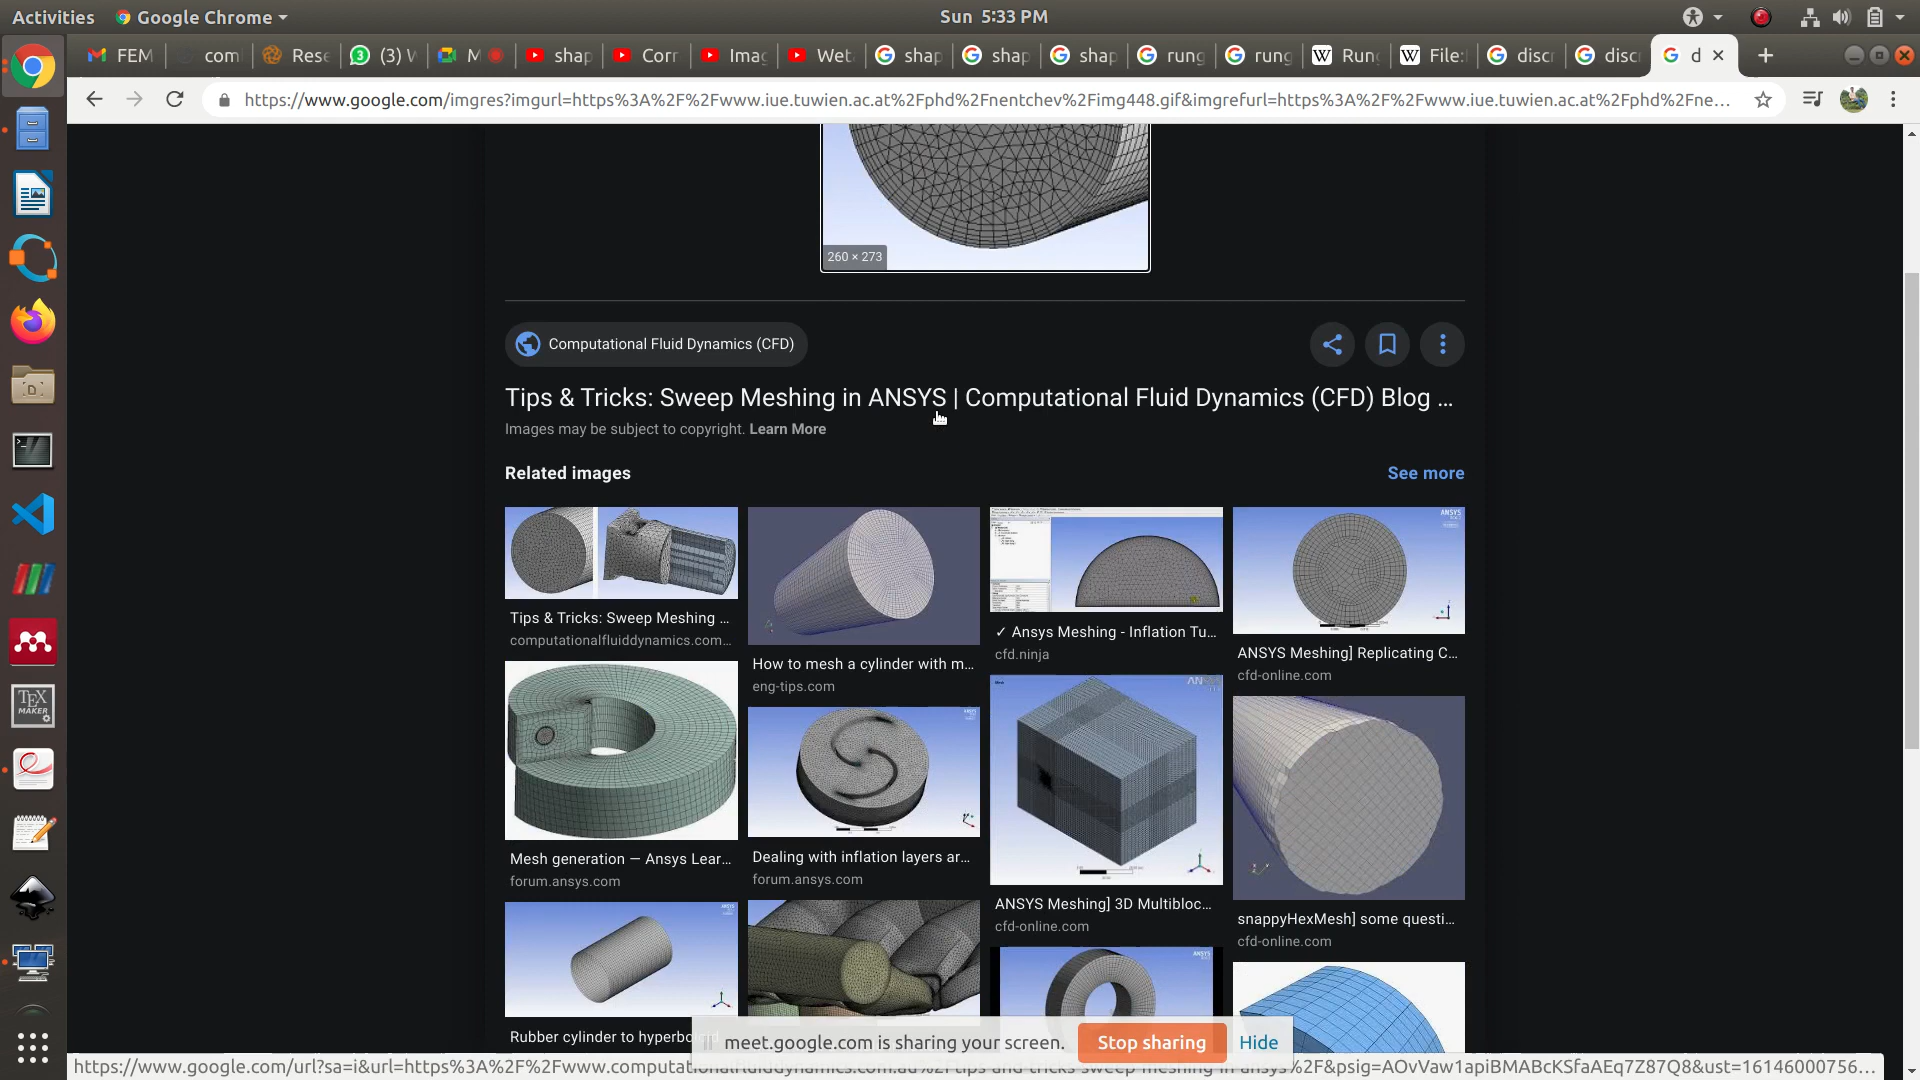 Activities
Google Chrome
Sun 5:33 PM
FEM
com
Rese
(3) W
M
shap
Corr
Imag
Wet
shap
shap
shap
rung
rung
Run
File:
discr
disc
d
https://www.google.com/imgres?imgurl=https%3A%2F%2Fwww.iue.tuwien.ac.at%2Fphd%2Fnentchev%2Fimg448.gif&imgrefurl=https%3A%2F%2Fwww.iue.tuwien.ac.at%2Fphd%2Fne...
260 × 273
Computational Fluid Dynamics (CFD)
Tips & Tricks: Sweep Meshing in ANSYS | Computational Fluid Dynamics (CFD) Blog ...
Images may be subject to copyright. Learn More
Related images
See more
Tips & Tricks: Sweep Meshing ...
computationalfluiddynamics.com...
How to mesh a cylinder with m...
eng-tips.com
✓ Ansys Meshing - Inflation Tu...
cfd.ninja
ANSYS
ANSYS Meshing] Replicating C...
cfd-online.com
Mesh generation — Ansys Lear...
forum.ansys.com
Dealing with inflation layers ar...
forum.ansys.com
ANSYS Meshing] 3D Multibloc...
cfd-online.com
snappyHexMesh] some questi...
cfd-online.com
Rubber cylinder to hyperbo
meet.google.com is sharing your screen.
Stop sharing
Hide
TEX
MAKER